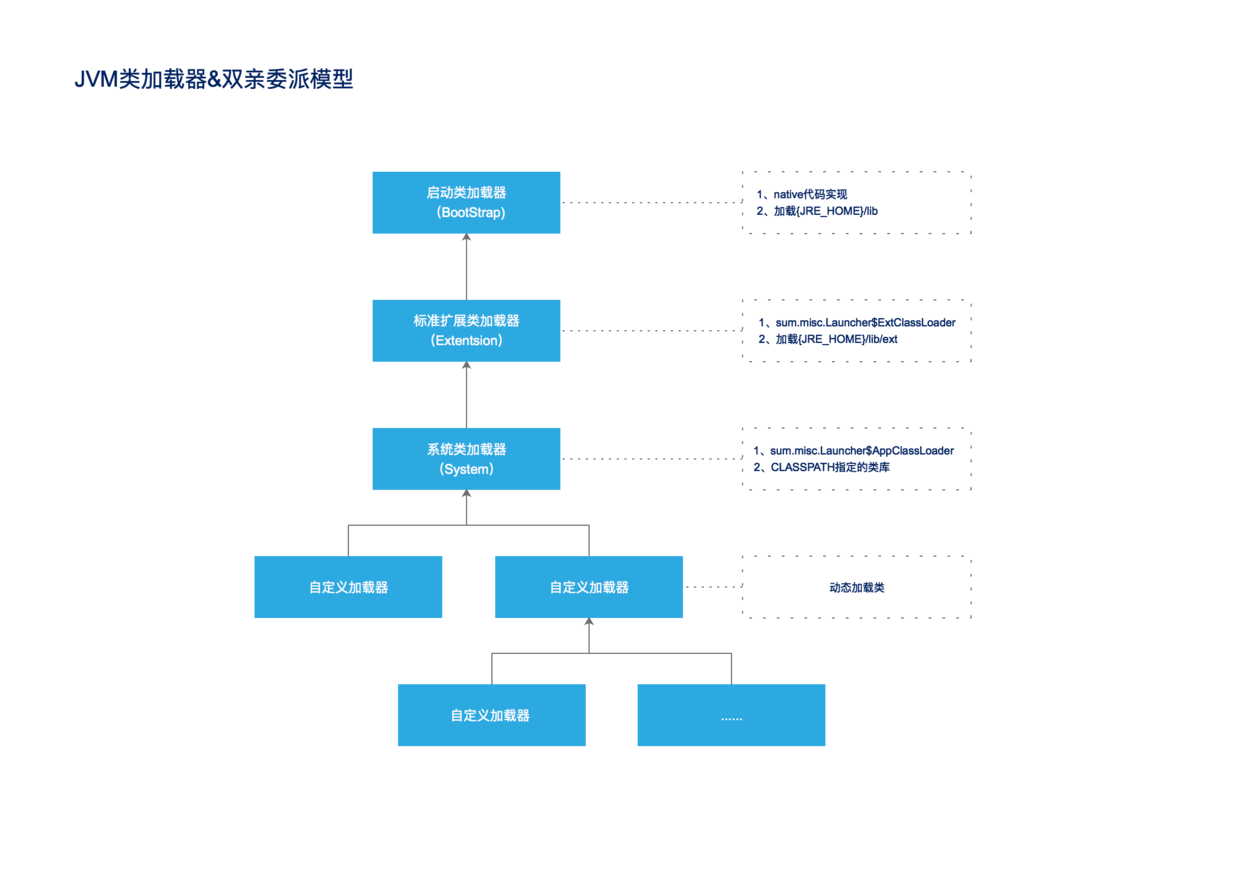 JVM类加载器&双亲委派模型
启动类加载器
（BootStrap)
1、native代码实现
2、加载{JRE_HOME}/lib
标准扩展类加载器
（Extentsion）
1、sum.misc.Launcher$ExtClassLoader
2、加载{JRE_HOME}/lib/ext
系统类加载器
（System）
1、sum.misc.Launcher$AppClassLoader
2、CLASSPATH指定的类库
自定义加载器
自定义加载器
动态加载类
自定义加载器
......